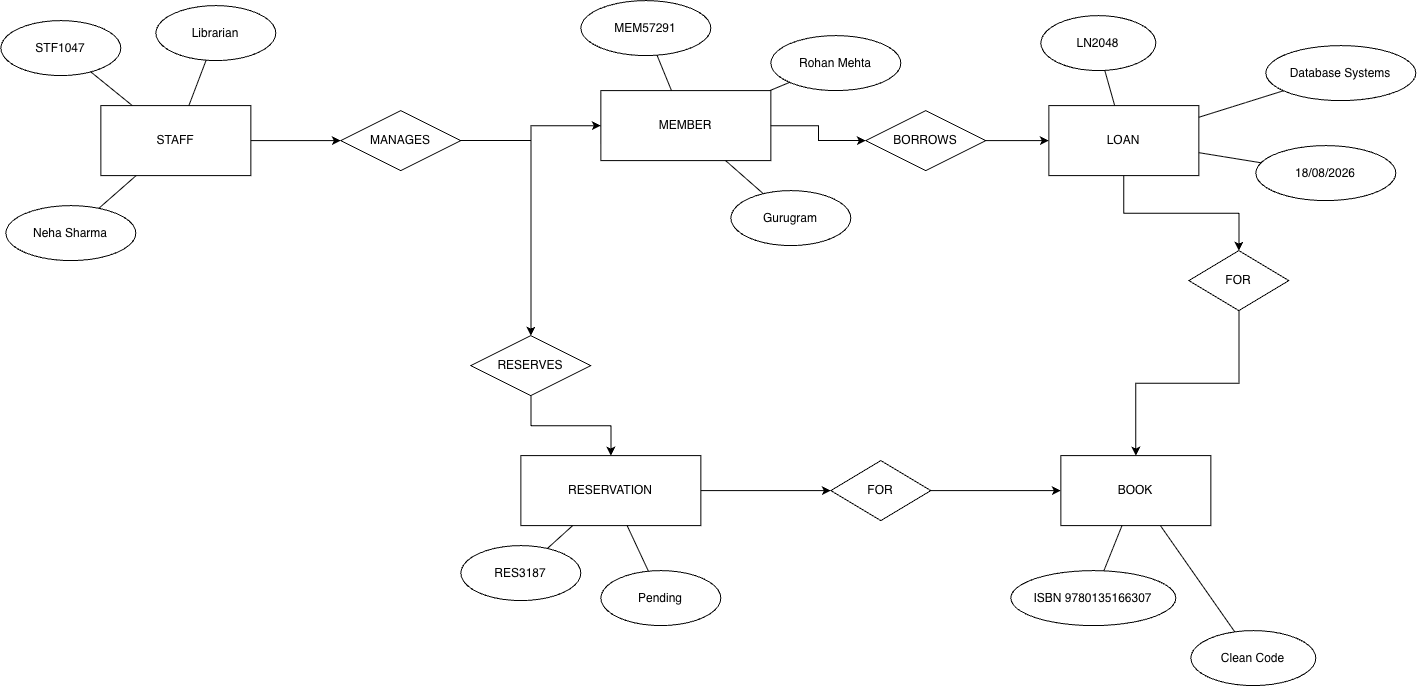 MEM57291
Librarian
LN2048
STF1047
Rohan Mehta
Database Systems
STAFF
MANAGES
MEMBER
BORROWS
LOAN
18/08/2026
Neha Sharma
Gurugram
FOR
RESERVES
RESERVATION
FOR
BOOK
RES3187
Pending
ISBN 9780135166307
Clean Code